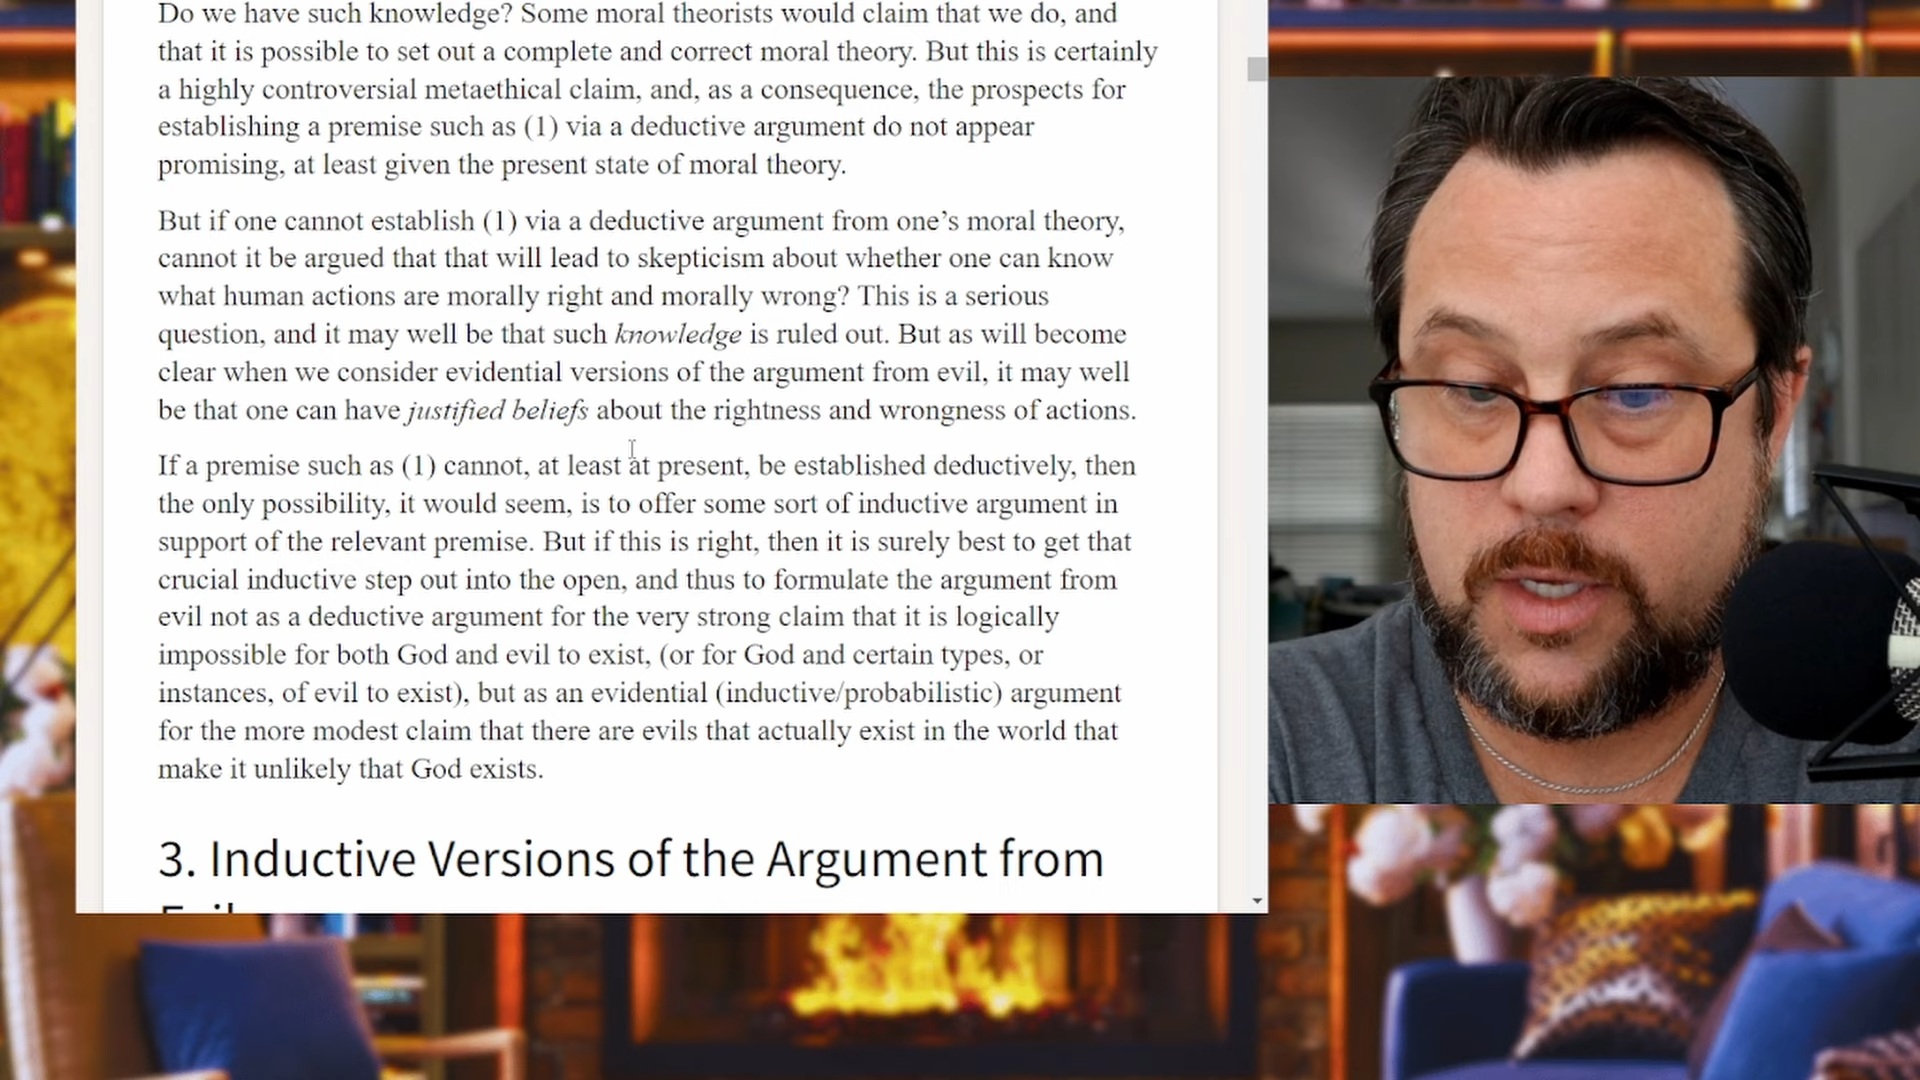 Do we have such knowledge? Some moral theorists would claim that we do, and
that it is possible to set out a complete and correct moral theory. But this is certainly
a highly controversial metaethical claim, and, as a consequence, the prospects for
establishing a premise such as (1) via a deductive argument do not appear
promising, at least given the present state of moral theory.
But if one cannot establish (1) via a deductive argument from one’s moral theory,
cannot it be argued that that will lead to skepticism about whether one can know
what human actions are morally right and morally wrong? This is a serious
question, and it may well be that such knowledge is ruled out. But as will become
clear when we consider evidential versions of the argument from evil, it may well
be that one can have justified beliefs about the rightness and wrongness of actions.
If a premise such as (1) cannot, at least at present, be established deductively, then
the only possibility, it would seem, is to offer some sort of inductive argument in
support of the relevant premise. But if this is right, then it is surely best to get that
crucial inductive step out into the open, and thus to formulate the argument from
evil not as a deductive argument for the very strong claim that it is logically
impossible for both God and evil to exist, (or for God and certain types, or
instances, of evil to exist), but as an evidential (inductive/probabilistic) argument
for the more modest claim that there are evils that actually exist in the world that
make it unlikely that God exists.
3. Inductive Versions of the Argument from